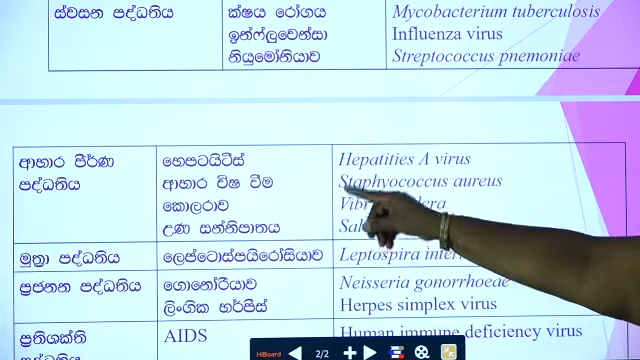 ස්වසන පද්ධතිය ක්ෂය රෝගය Mycobacterium tuberculosis
ඉන්ෆ්ලුවෙන්සා Influenza virus
නියුමෝනියාව Streptococcus pnemoniae
ආහාර පීර්ණ හෙපටයිටීස් Hepatities A virus
පද්ධතිය ආහාර විෂ වීම Staphyococcus aureus
කොලරාව
උණ සන්නිපාතය
මුත්‍රා පද්ධතිය ලෙප්ටොස්පයිරෝසියාව Leptospira
ප්‍රජනන පද්ධතිය ගොනෝරියාව Neisseria gonorrhoeae
ලිංගික හර්පීස් Herpes simplex virus
ප්‍රතිශක්ති AIDS Human immune deficiency virus
HiBoard 2/2